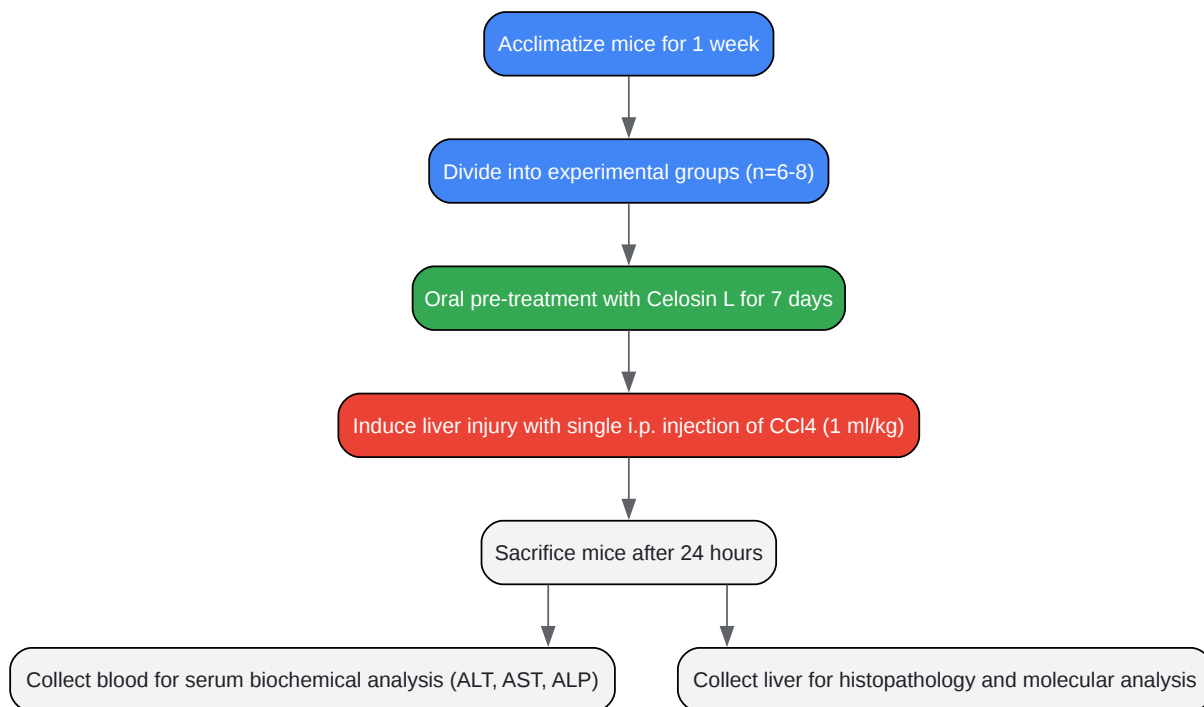 Acclimatize mice for 1 week
Divide into experimental groups (n=6-8)
Oral pre-treatment with Celosin L for 7 days
Induce liver injury with single i.p. injection of CCl4 (1 ml/kg)
Sacrifice mice after 24 hours
Collect blood for serum biochemical analysis (ALT, AST, ALP)
Collect liver for histopathology and molecular analysis